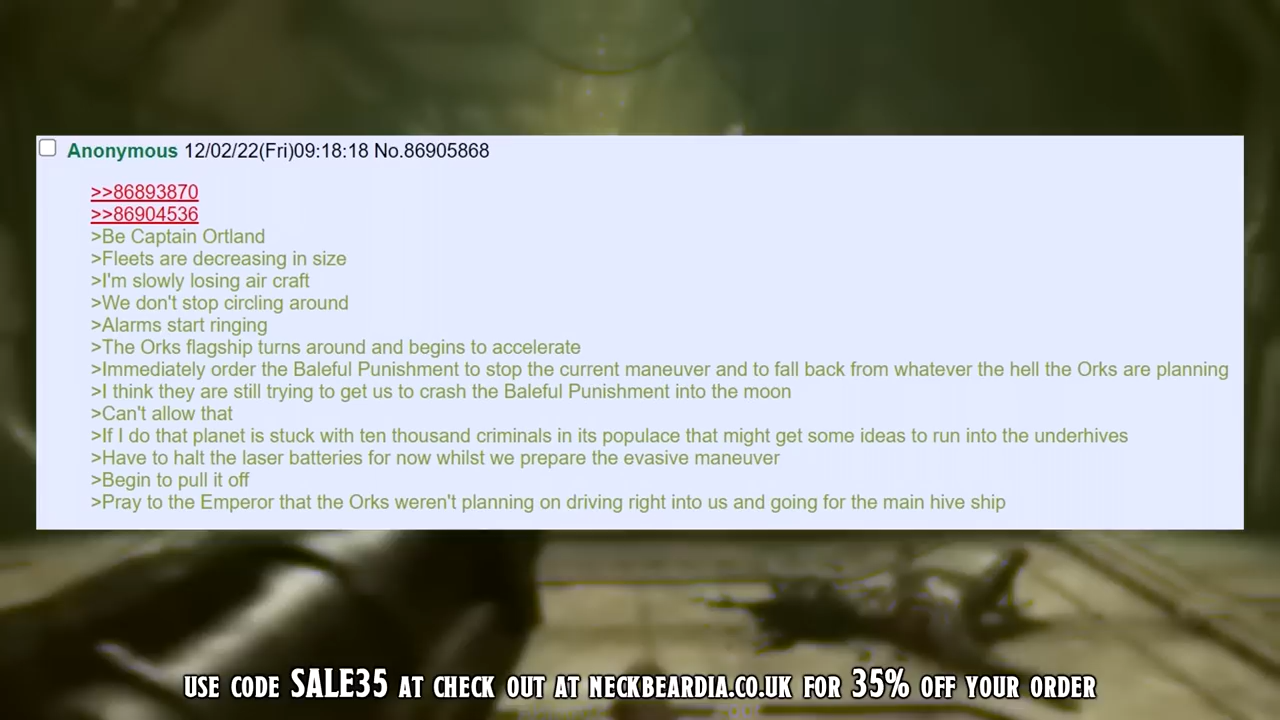 Anonymous 12/02/22(Fri)09:18:18 No.86905868
>>86893870
>>86904536
>Be Captain Ortland
>Fleets are decreasing in size
>I'm slowly losing air craft
>We don't stop circling around
>Alarms start ringing
>The Orks flagship turns around and begins to accelerate
>Immediately order the Baleful Punishment to stop the current maneuver and to fall back from whatever the hell the Orks are planning
>I think they are still trying to get us to crash the Baleful Punishment into the moon
>Can't allow that
>If I do that planet is stuck with ten thousand criminals in its populace that might get some ideas to run into the underhives
>Have to halt the laser batteries for now whilst we prepare the evasive maneuver
>Begin to pull it off
>Pray to the Emperor that the Orks weren't planning on driving right into us and going for the main hive ship
USE CODE SALE35 AT CHECK OUT AT NECKBEARDIA.CO.UK FOR 35% OFF YOUR ORDER